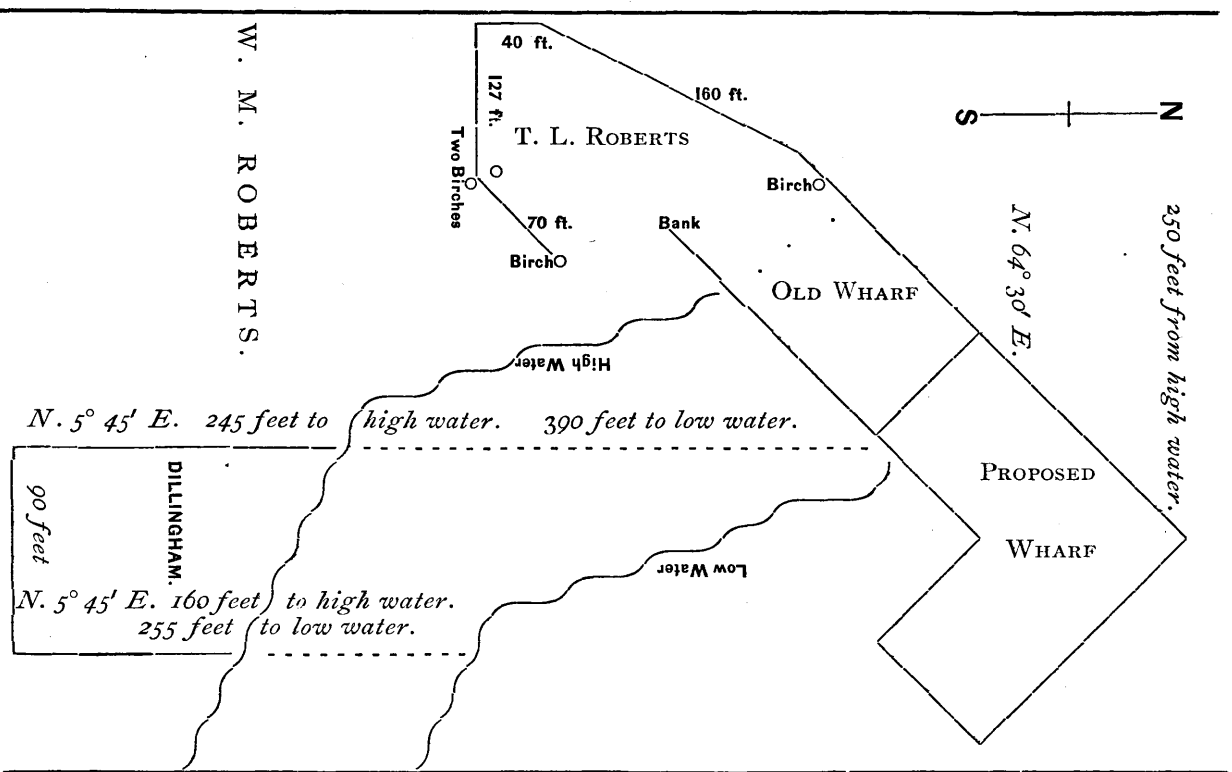 W. M. ROBERTS.
40 ft.
127 ft.
160 ft.
T. L. ROBERTS
Two Birches
Birch
70 ft.
Birch
Bank
OLD WHARF
S
N
N. 64° 30' E.
250 feet from high water.
High Water
N. 5° 45' E. 245 feet to high water. 390 feet to low water.
PROPOSED
WHARF
90 feet
DILLINGHAM.
Low Water
N. 5° 45' E. 160 feet to high water.
255 feet to low water.